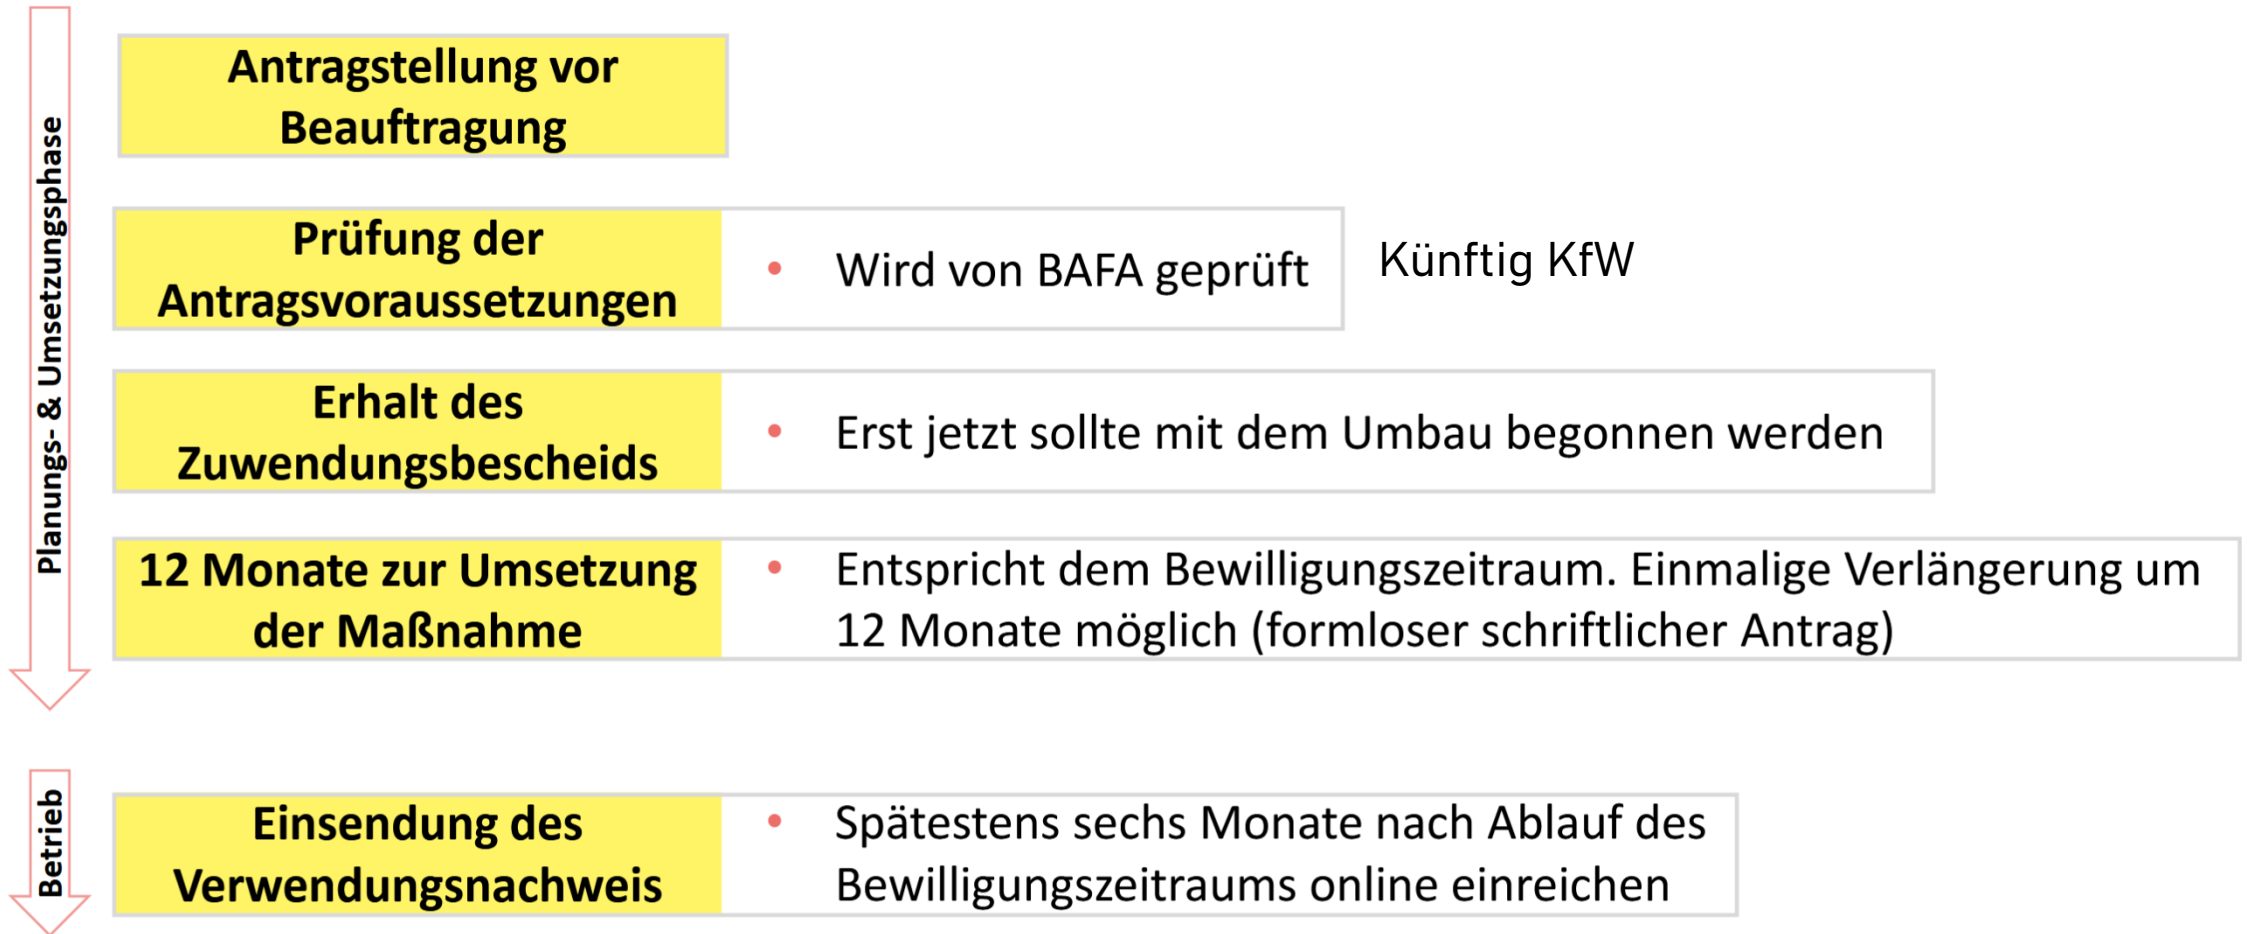 Planungs- & Umsetzungsphase
Antragstellung vor
Beauftragung
Prüfung der
Antragsvoraussetzungen
• Wird von BAFA geprüft
Künftig KfW
Erhalt des
Zuwendungsbescheids
• Erst jetzt sollte mit dem Umbau begonnen werden
12 Monate zur Umsetzung
der Maßnahme
• Entspricht dem Bewilligungszeitraum. Einmalige Verlängerung um
12 Monate möglich (formloser schriftlicher Antrag)
Betrieb
Einsendung des
Verwendungsnachweis
• Spätestens sechs Monate nach Ablauf des
Bewilligungszeitraums online einreichen